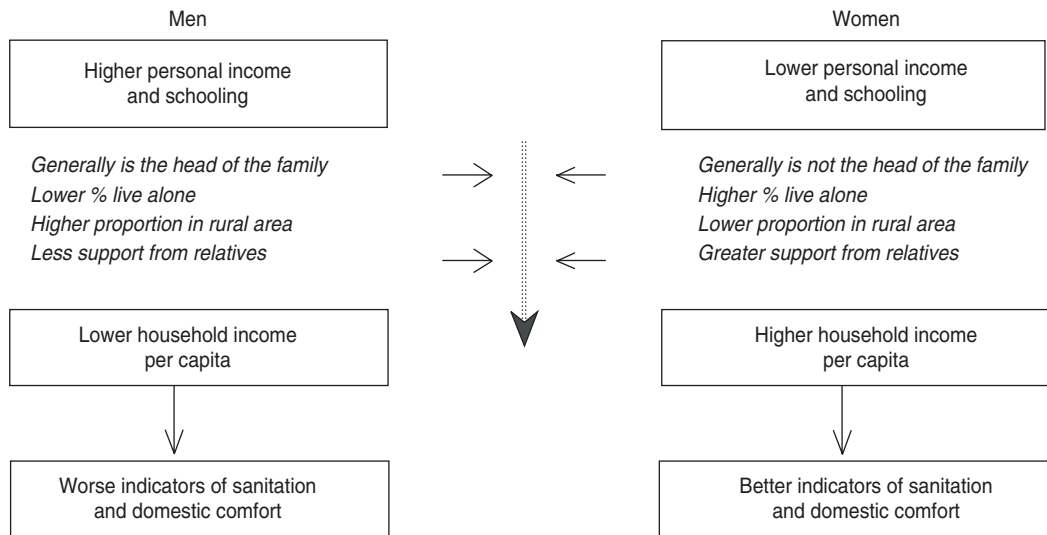 Men
Higher personal income
and schooling
Generally is the head of the family
Lower % live alone
Higher proportion in rural area
Less support from relatives
Lower household income
per capita
Worse indicators of sanitation
and domestic comfort
Women
Lower personal income
and schooling
Generally is not the head of the family
Higher % live alone
Lower proportion in rural area
Greater support from relatives
Higher household income
per capita
Better indicators of sanitation
and domestic comfort